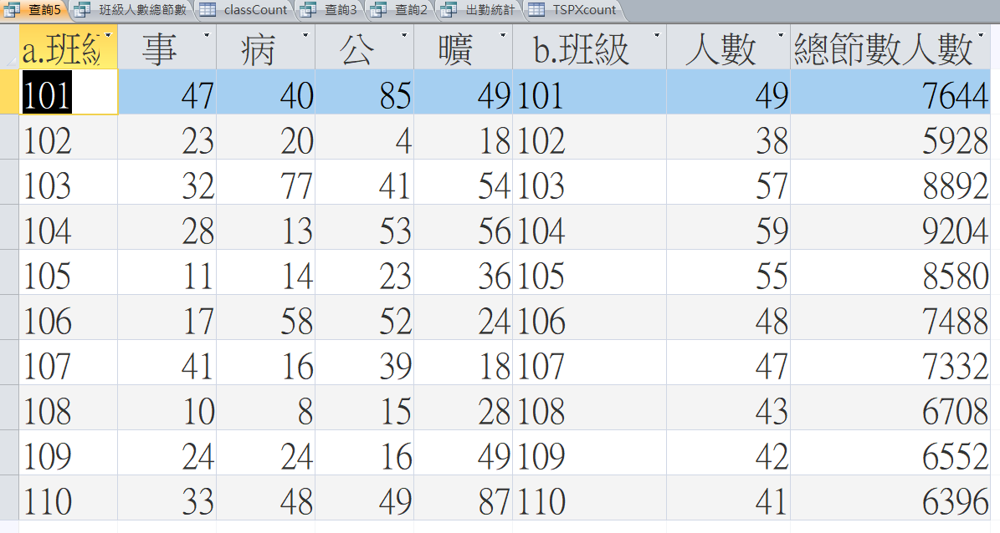 查詢5 班級人數總節數 classCount 查詢3 查詢2 出勤統計 TSPXcount
a.班級 事 病 公 曠 b.班級 人數 總節數人數
101 47 40 85 49 101 49 7644
102 23 20 4 18 102 38 5928
103 32 77 41 54 103 57 8892
104 28 13 53 56 104 59 9204
105 11 14 23 36 105 55 8580
106 17 58 52 24 106 48 7488
107 41 16 39 18 107 47 7332
108 10 8 15 28 108 43 6708
109 24 24 16 49 109 42 6552
110 33 48 49 87 110 41 6396